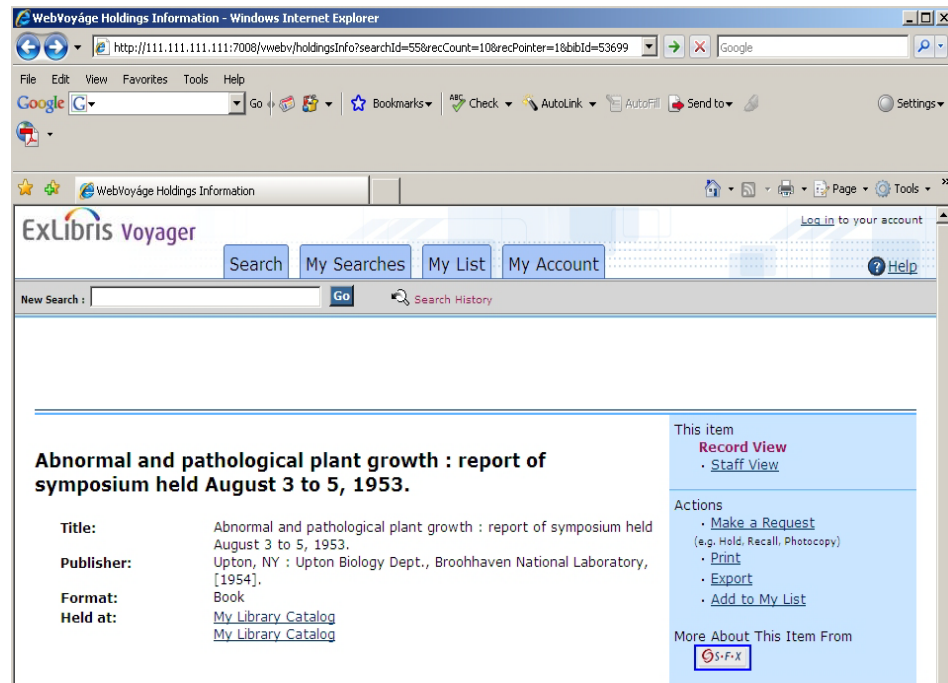 WebVoyáge Holdings Information - Windows Internet Explorer
http://111.111.111.111:7008/vwebv/holdingsInfo?searchId=55&recCount=10&recPointer=1&bibId=53699
Google
File Edit View Favorites Tools Help
Google G Go Bookmarks ABC Check AutoLink AutoFill Send to Settings
WebVoyáge Holdings Information Page Tools »
ExLibris Voyager
Log in to your account
Search My Searches My List My Account ? Help
New Search : Go Search History
Abnormal and pathological plant growth : report of
symposium held August 3 to 5, 1953.
Title: Abnormal and pathological plant growth : report of symposium held
August 3 to 5, 1953.
Publisher: Upton, NY : Upton Biology Dept., Broohhaven National Laboratory,
[1954].
Format: Book
Held at: My Library Catalog
My Library Catalog
This item
Record View
· Staff View
Actions
· Make a Request
(e.g. Hold, Recall, Photocopy)
· Print
· Export
· Add to My List
More About This Item From
S·F·X